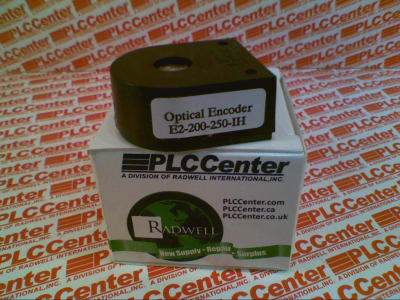 Optical Encoder
E2-200-250-IH
PLCCenter
A DIVISION OF RADWELL INTERNATIONAL, INC.
PLCCenter.com
PLCCenter.ca
PLCCenter.co.uk
RADWELL
New Supply • Repair • Surplus